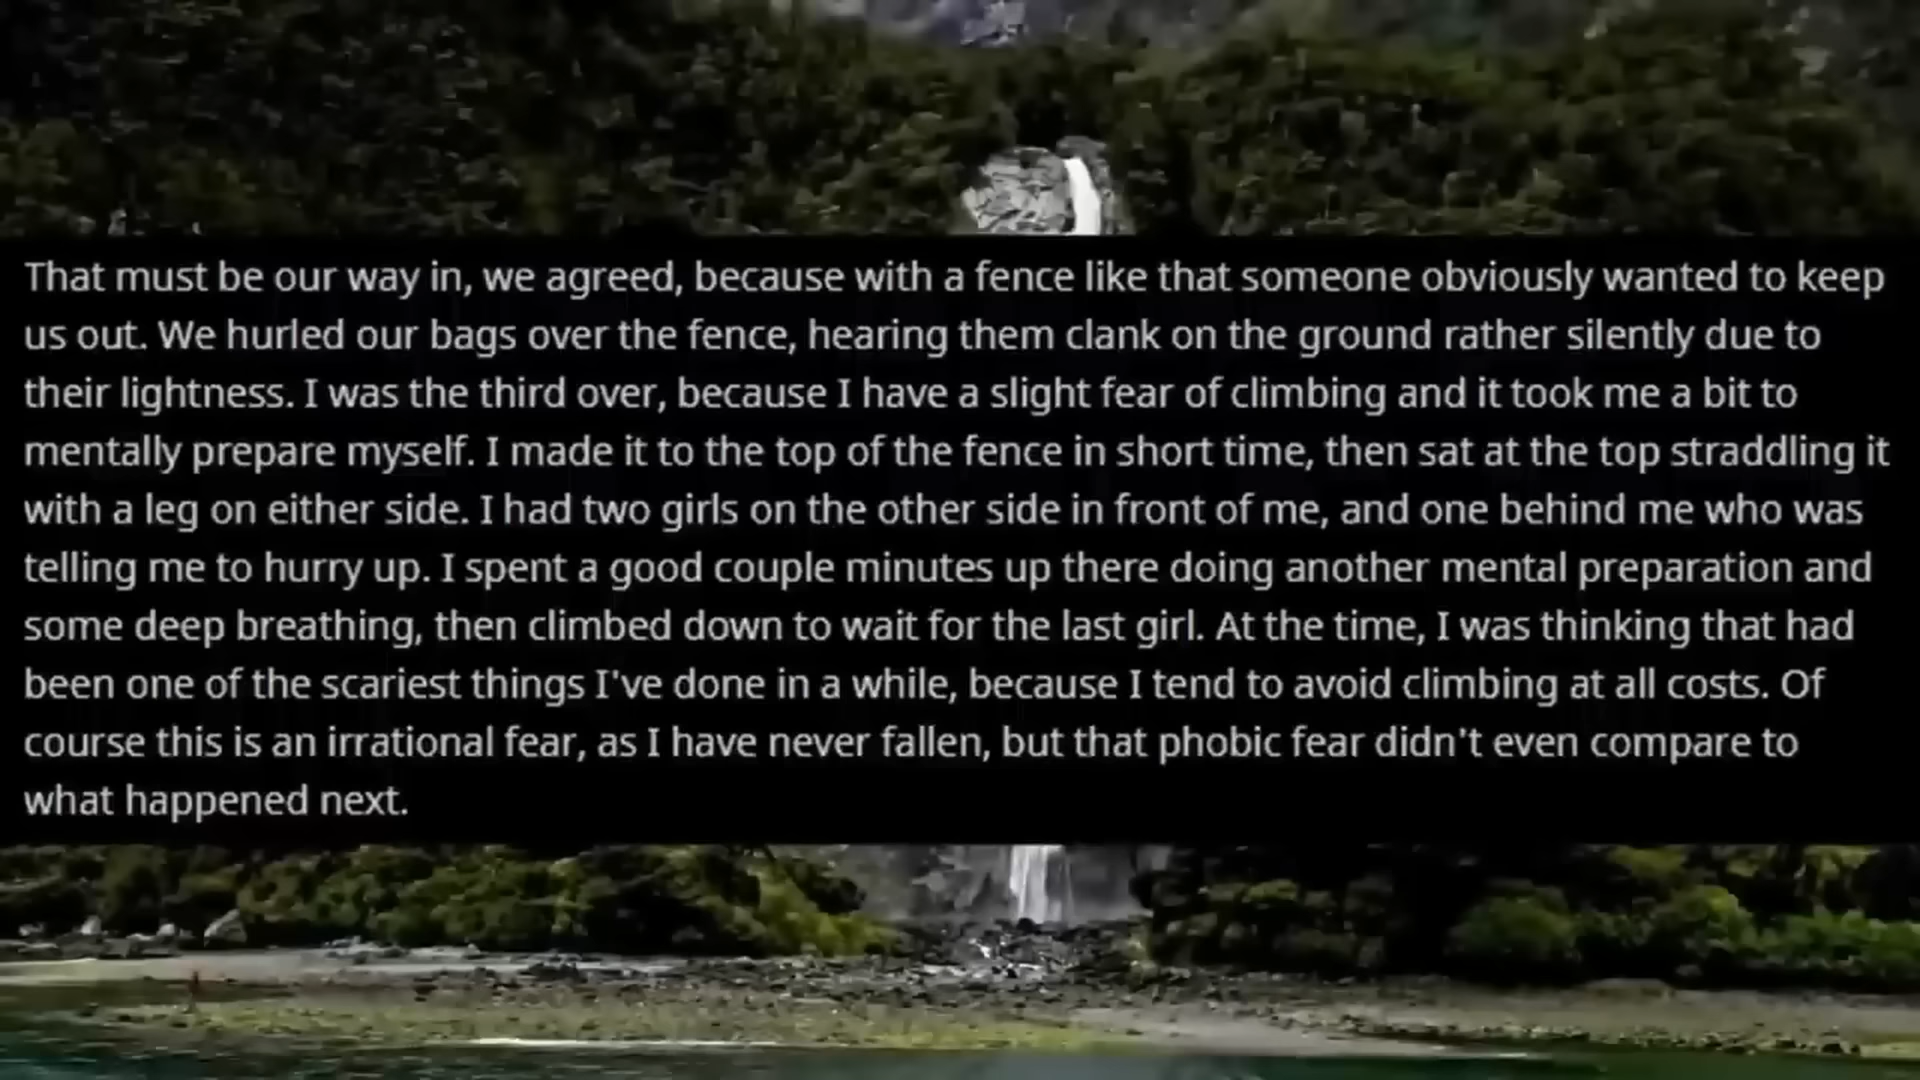 That must be our way in, we agreed, because with a fence like that someone obviously wanted to keep
us out. We hurled our bags over the fence, hearing them clank on the ground rather silently due to
their lightness. I was the third over, because I have a slight fear of climbing and it took me a bit to
mentally prepare myself. I made it to the top of the fence in short time, then sat at the top straddling it
with a leg on either side. I had two girls on the other side in front of me, and one behind me who was
telling me to hurry up. I spent a good couple minutes up there doing another mental preparation and
some deep breathing, then climbed down to wait for the last girl. At the time, I was thinking that had
been one of the scariest things I've done in a while, because I tend to avoid climbing at all costs. Of
course this is an irrational fear, as I have never fallen, but that phobic fear didn't even compare to
what happened next.